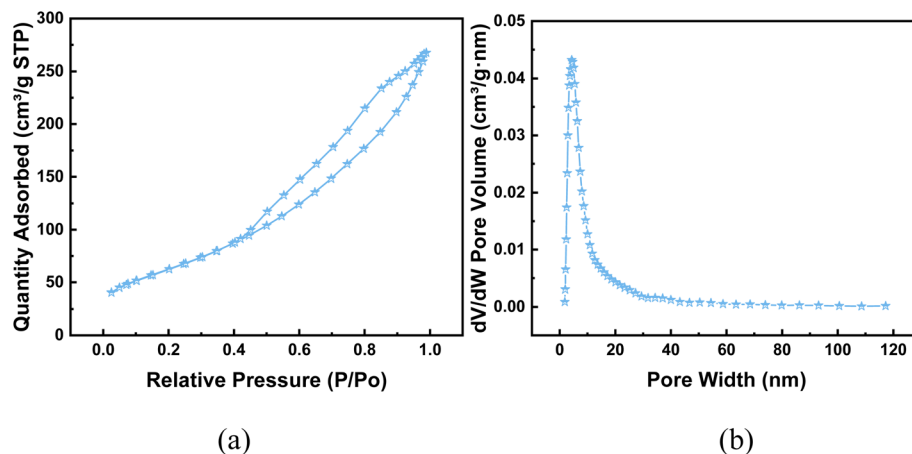 Quantity Adsorbed (cm³/g STP)
300
250
200
150
100
50
0
0.0 0.2 0.4 0.6 0.8 1.0
Relative Pressure (P/Po)
(a)
dV/dW Pore Volume (cm³/g·nm)
0.05
0.04
0.03
0.02
0.01
0.00
0 20 40 60 80 100 120
Pore Width (nm)
(b)